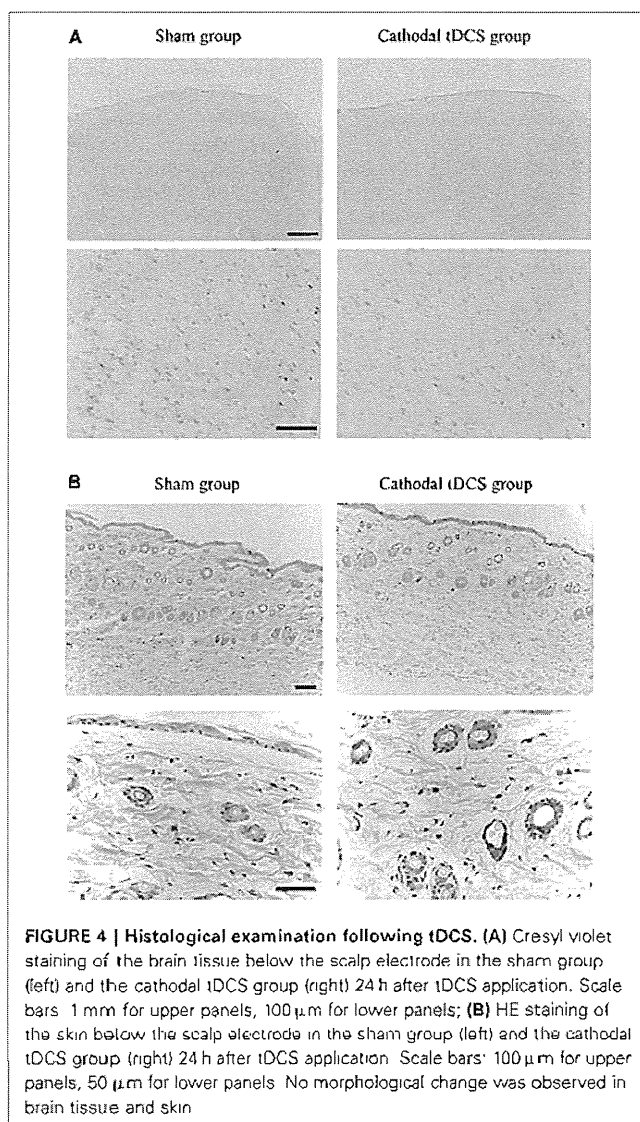 A
Sham group Cathodal tDCS group
B
Sham group Cathodal tDCS group
FIGURE 4 | Histological examination following tDCS. (A) Cresyl violet
staining of the brain tissue below the scalp electrode in the sham group
(left) and the cathodal tDCS group (right) 24 h after tDCS application. Scale
bars 1 mm for upper panels, 100 μm for lower panels; (B) HE staining of
the skin below the scalp electrode in the sham group (left) and the cathodal
tDCS group (right) 24 h after tDCS application Scale bars: 100 μm for upper
panels, 50 μm for lower panels No morphological change was observed in
brain tissue and skin